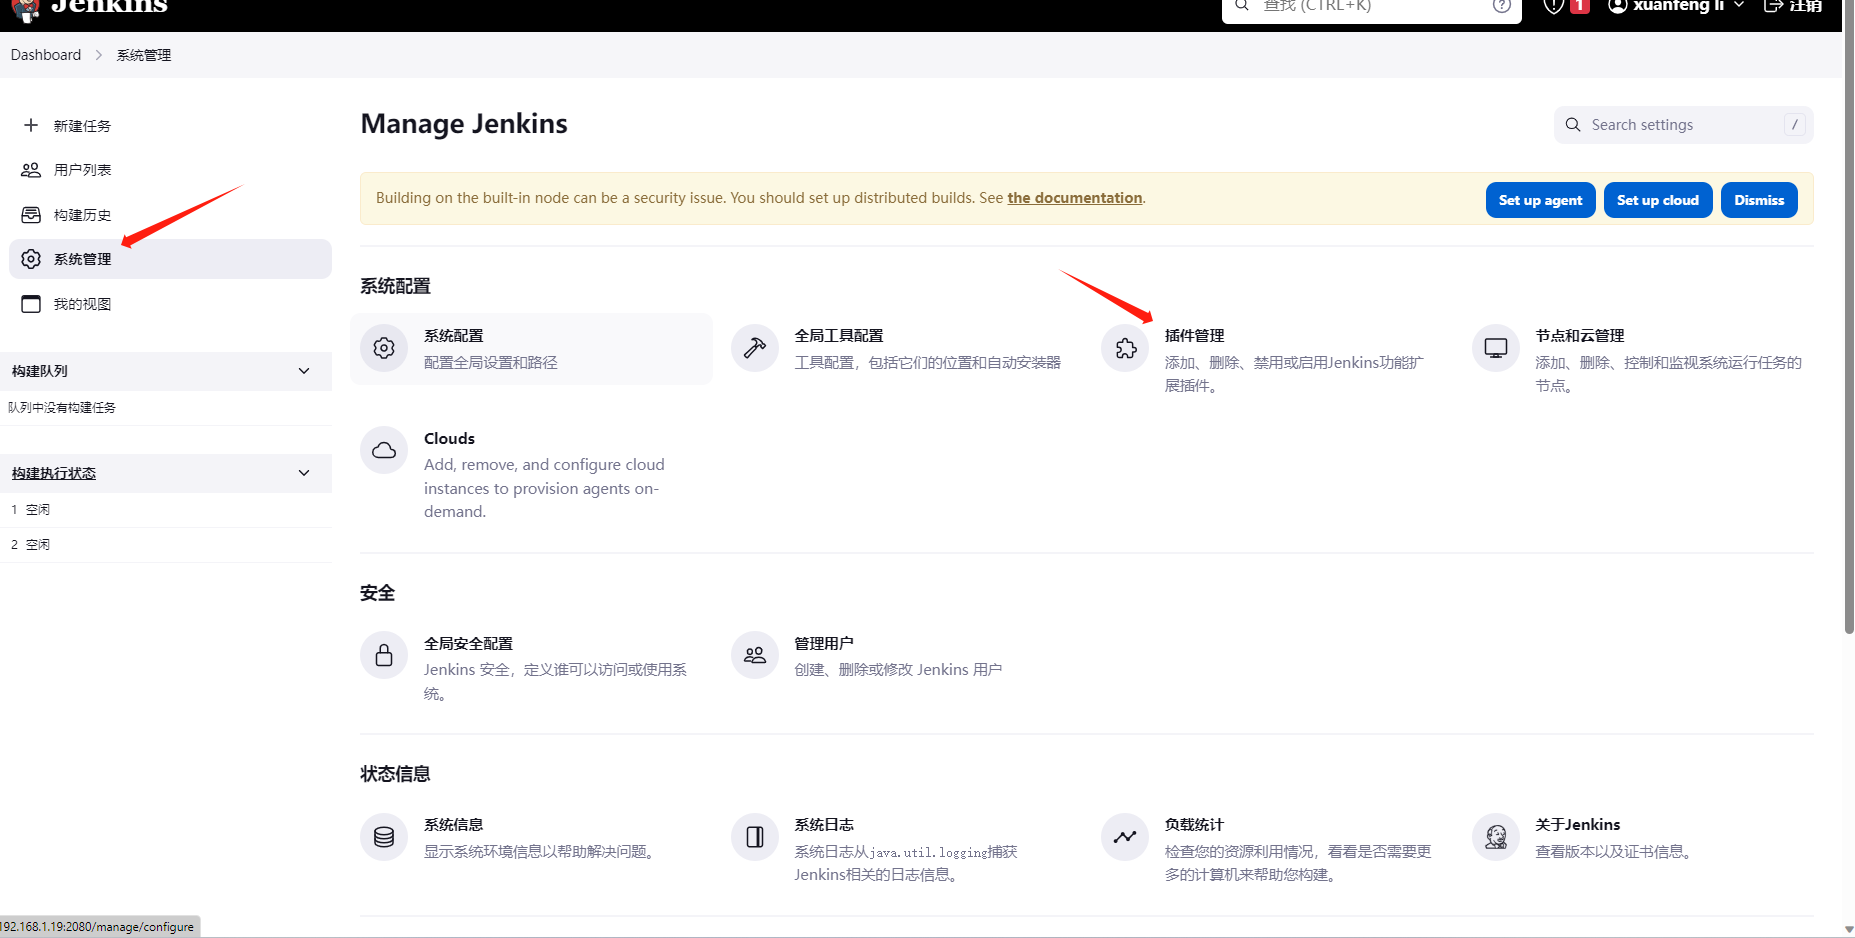 Jenkins
查找 (CTRL+K)
1
xuanfeng li
注销
Dashboard
系统管理
新建任务
用户列表
构建历史
系统管理
我的视图
构建队列
队列中没有构建任务
构建执行状态
1 空闲
2 空闲
Manage Jenkins
Search settings
/
Building on the built-in node can be a security issue. You should set up distributed builds. See the documentation.
Set up agent
Set up cloud
Dismiss
系统配置
系统配置
配置全局设置和路径
全局工具配置
工具配置，包括它们的位置和自动安装器
插件管理
添加、删除、禁用或启用Jenkins功能扩
展插件。
节点和云管理
添加、删除、控制和监视系统运行任务的
节点。
Clouds
Add, remove, and configure cloud
instances to provision agents on-
demand.
安全
全局安全配置
Jenkins 安全，定义谁可以访问或使用系
统。
管理用户
创建、删除或修改 Jenkins 用户
状态信息
系统信息
显示系统环境信息以帮助解决问题。
系统日志
系统日志从java.util.logging捕获
Jenkins相关的日志信息。
负载统计
检查您的资源利用情况，看看是否需要更
多的计算机来帮助您构建。
关于Jenkins
查看版本以及证书信息。
192.168.1.19:2080/manage/configure